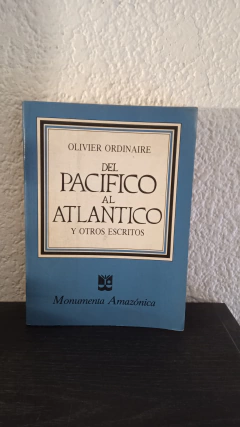 OLIVIER ORDINAIRE
DEL
PACIFICO
AL
ATLANTICO
Y OTROS ESCRITOS
Monumenta Amazónica